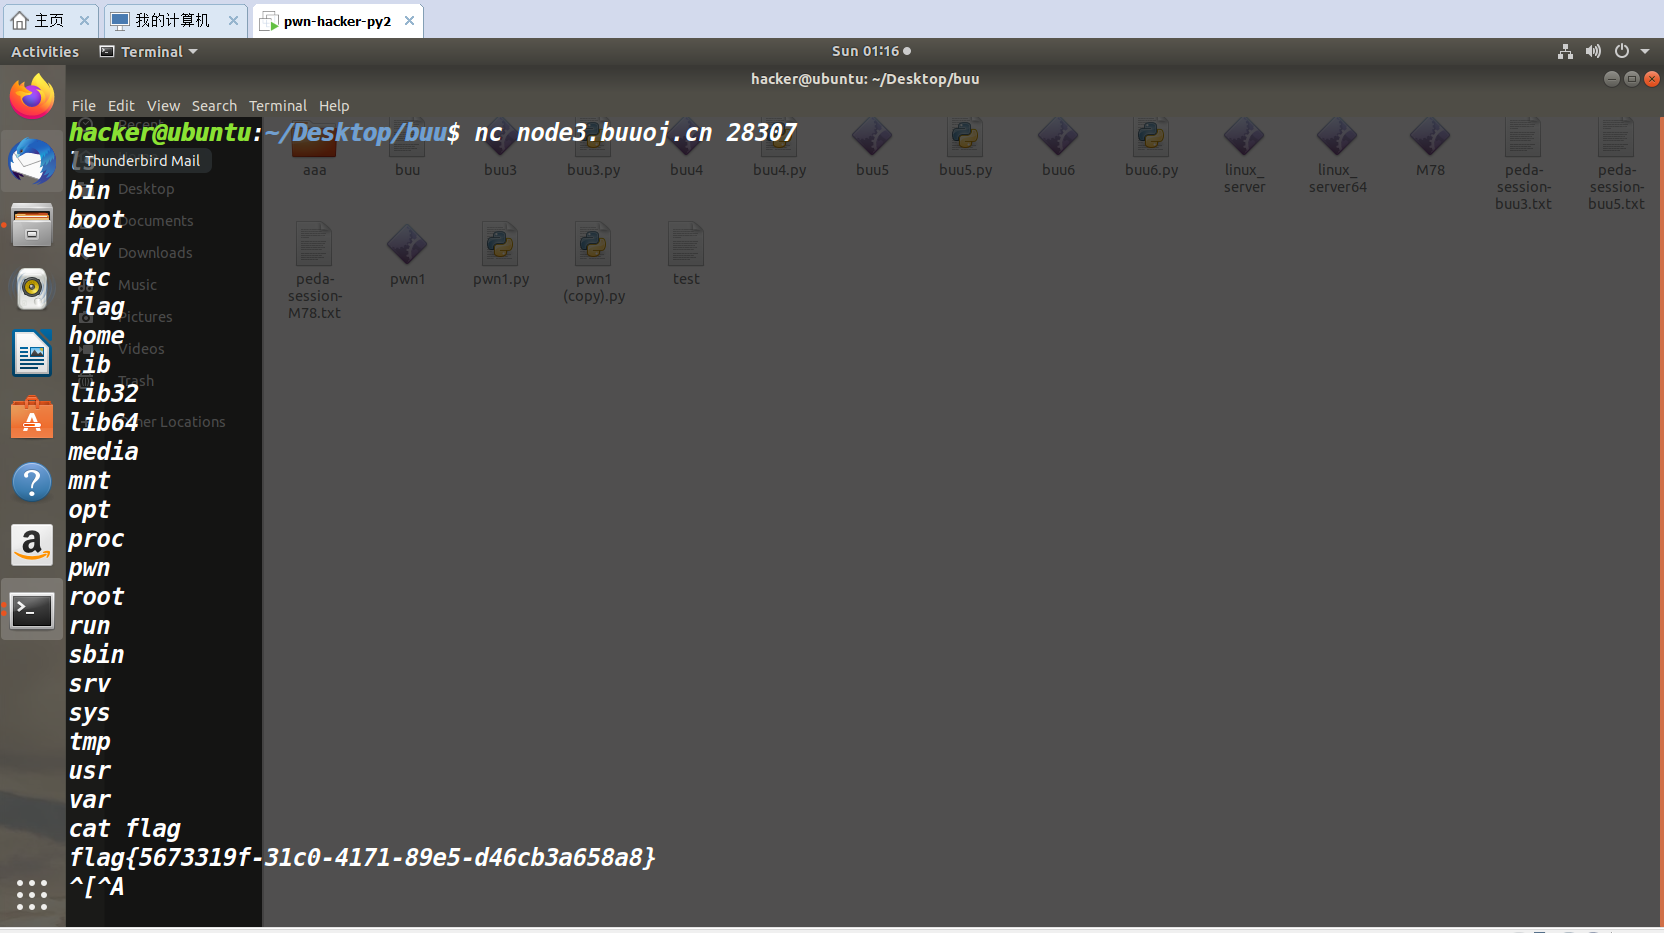 主页
我的计算机
pwn-hacker-py2
Activities
Terminal
Sun 01:16
hacker@ubuntu: ~/Desktop/buu
File Edit View Search Terminal Help
hacker@ubuntu:~/Desktop/buu$ nc node3.buuoj.cn 28307
ls
Thunderbird Mail
bin
boot
dev
etc
flag
home
lib
lib32
lib64
media
mnt
opt
proc
pwn
root
run
sbin
srv
sys
tmp
usr
var
cat flag
flag{5673319f-31c0-4171-89e5-d46cb3a658a8}
^[^A
Recent
Desktop
Documents
Downloads
Music
Pictures
Videos
Trash
Other Locations
aaa
buu
buu3
buu3.py
buu4
buu4.py
buu5
buu5.py
buu6
buu6.py
linux_
server
linux_
server64
M78
peda-
session-
buu3.txt
peda-
session-
buu5.txt
peda-
session-
M78.txt
pwn1
pwn1.py
pwn1
(copy).py
test